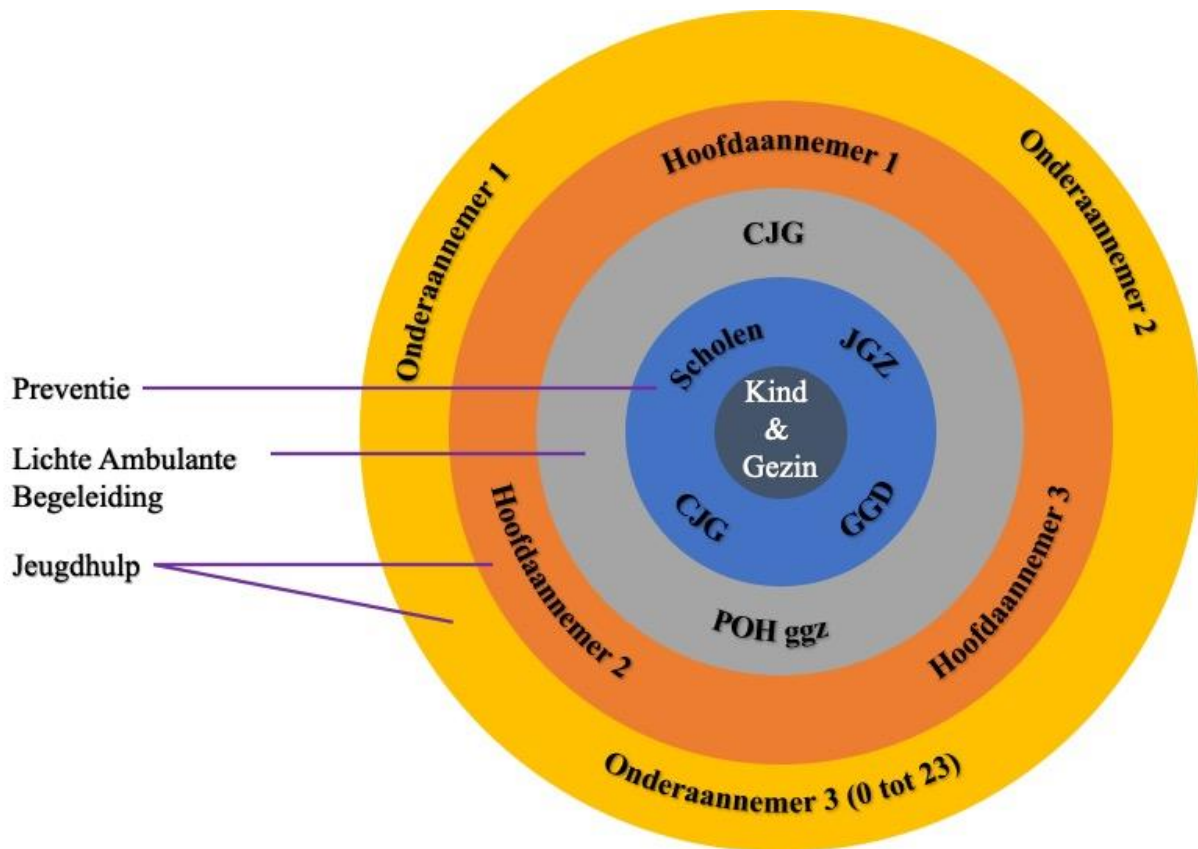 Preventie
Lichte Ambulante
Begeleiding
Jeugdhulp
Onderaannemer 1
Onderaannemer 2
Onderaannemer 3 (0 tot 23)
Hoofdaannemer 1
Hoofdaannemer 2
Hoofdaannemer 3
CJG
POH ggz
Scholen
JGZ
CJG
GGD
Kind
&
Gezin